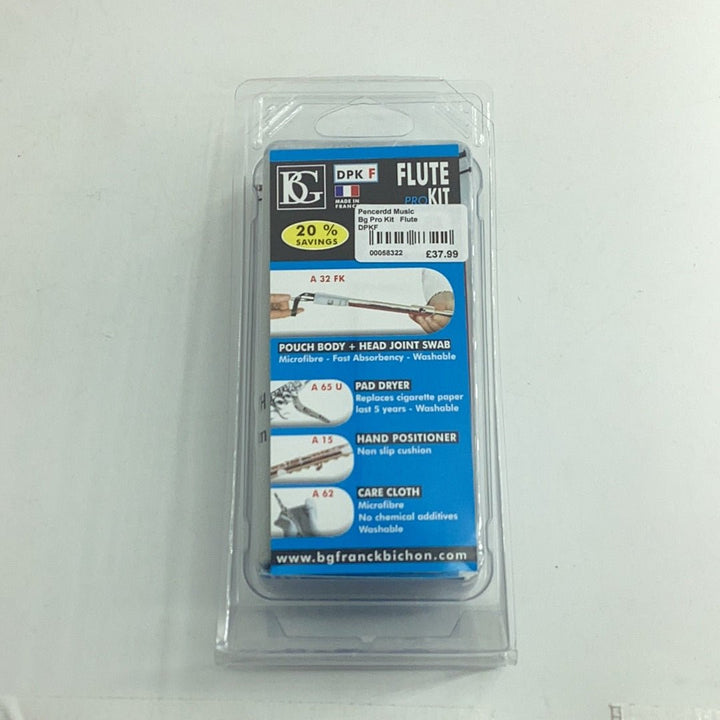 BG
DPK F
MADE IN
FRANCE
FLUTE
PRO KIT
20 %
SAVINGS
Pencerdd Music
Bg Pro Kit Flute
DPKF
00058322
£37.99
A 32 FK
POUCH BODY + HEAD JOINT SWAB
Microfibre - Fast Absorbency - Washable
A 65 U
PAD DRYER
Replaces cigarette paper
last 5 years - Washable
A 15
HAND POSITIONER
Non slip cushion
A 62
CARE CLOTH
Microfibre
No chemical additives
Washable
www.bgfranckbichon.com